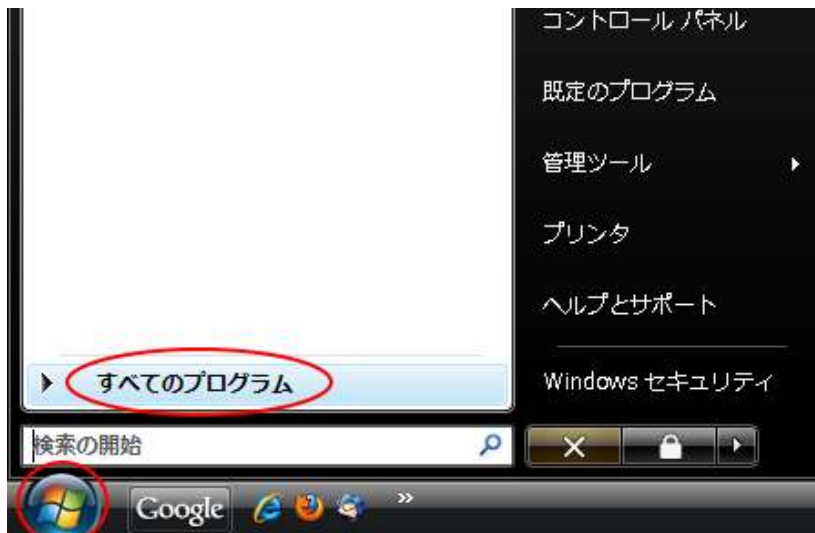 コントロール パネル
既定のプログラム
管理ツール
プリンタ
ヘルプとサポート
Windows セキュリティ
すべてのプログラム
検索の開始
Google